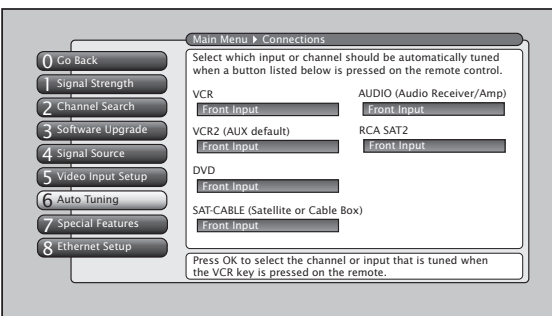 Main Menu ▶ Connections
0 Go Back
1 Signal Strength
2 Channel Search
3 Software Upgrade
4 Signal Source
5 Video Input Setup
6 Auto Tuning
7 Special Features
8 Ethernet Setup
Select which input or channel should be automatically tuned
when a button listed below is pressed on the remote control.
VCR
Front Input
VCR2 (AUX default)
Front Input
DVD
Front Input
SAT-CABLE (Satellite or Cable Box)
Front Input
AUDIO (Audio Receiver/Amp)
Front Input
RCA SAT2
Front Input
Press OK to select the channel or input that is tuned when
the VCR key is pressed on the remote.